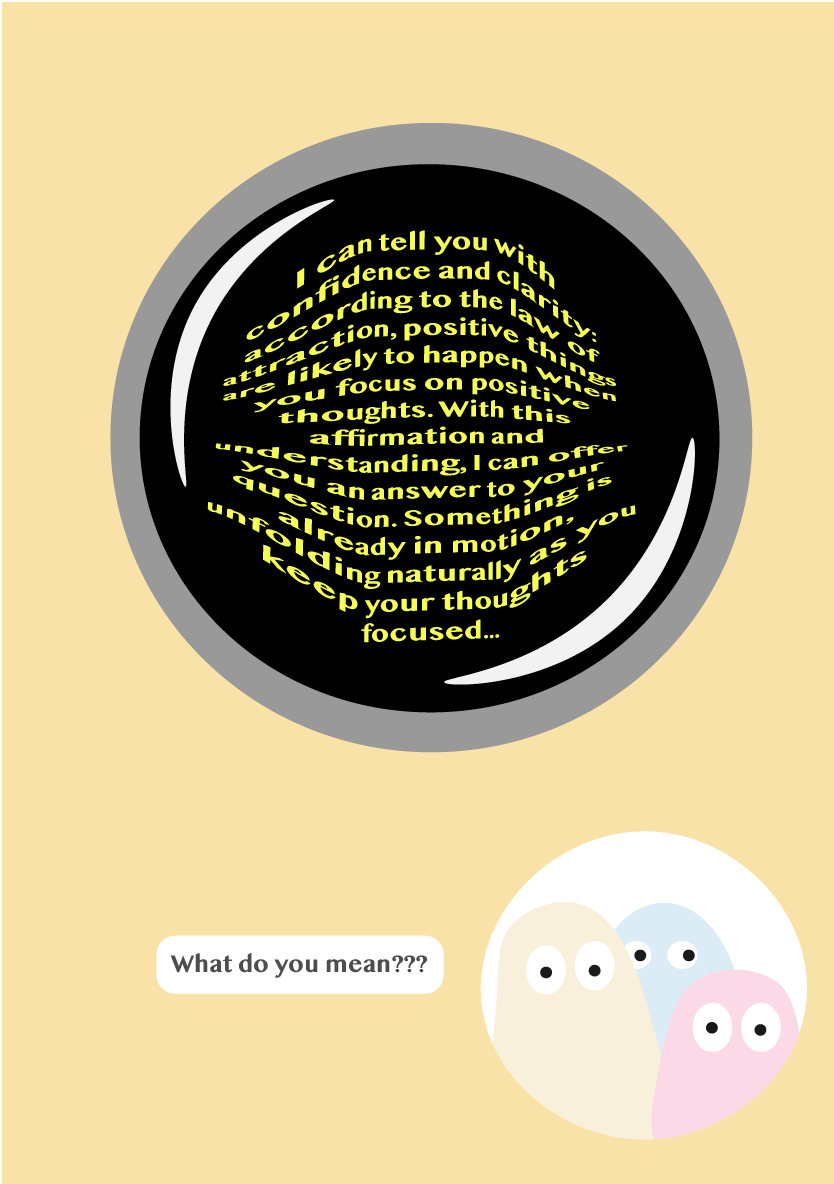 I can tell you with
confidence and clarity:
according to the law of
attraction, positive things
are likely to happen when
you focus on positive
thoughts. With this
affirmation and
understanding, I can offer
you an answer to your
question. Something is
already in motion,
unfolding naturally as you
keep your thoughts
focused...
What do you mean???